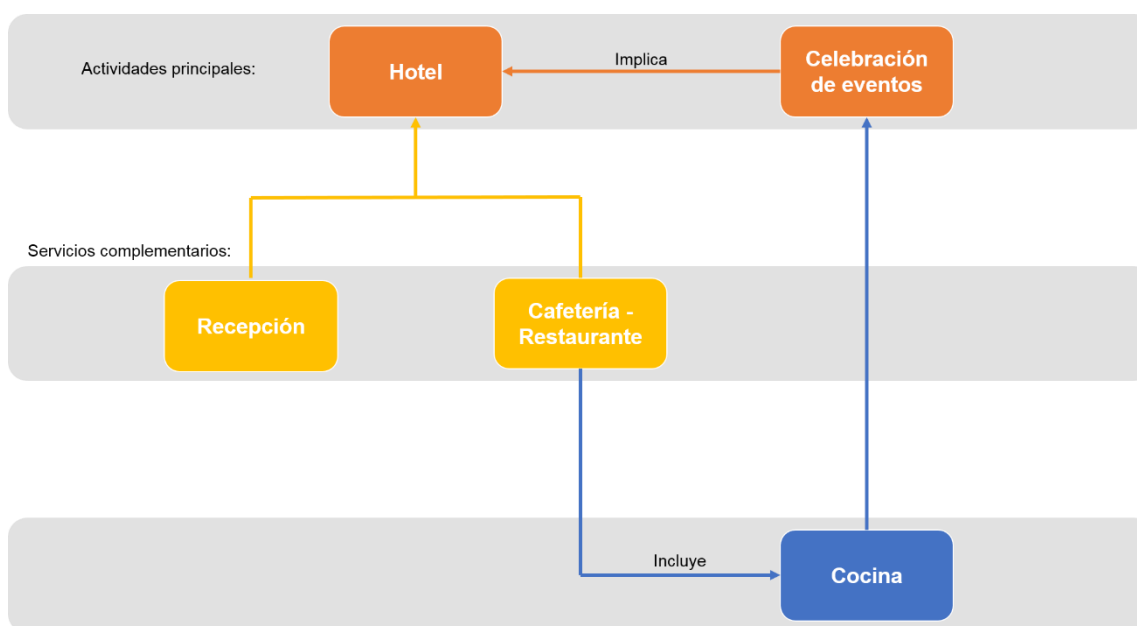 Actividades principales:
Hotel
Implica
Celebración
de eventos
Servicios complementarios:
Recepción
Cafetería -
Restaurante
Incluye
Cocina